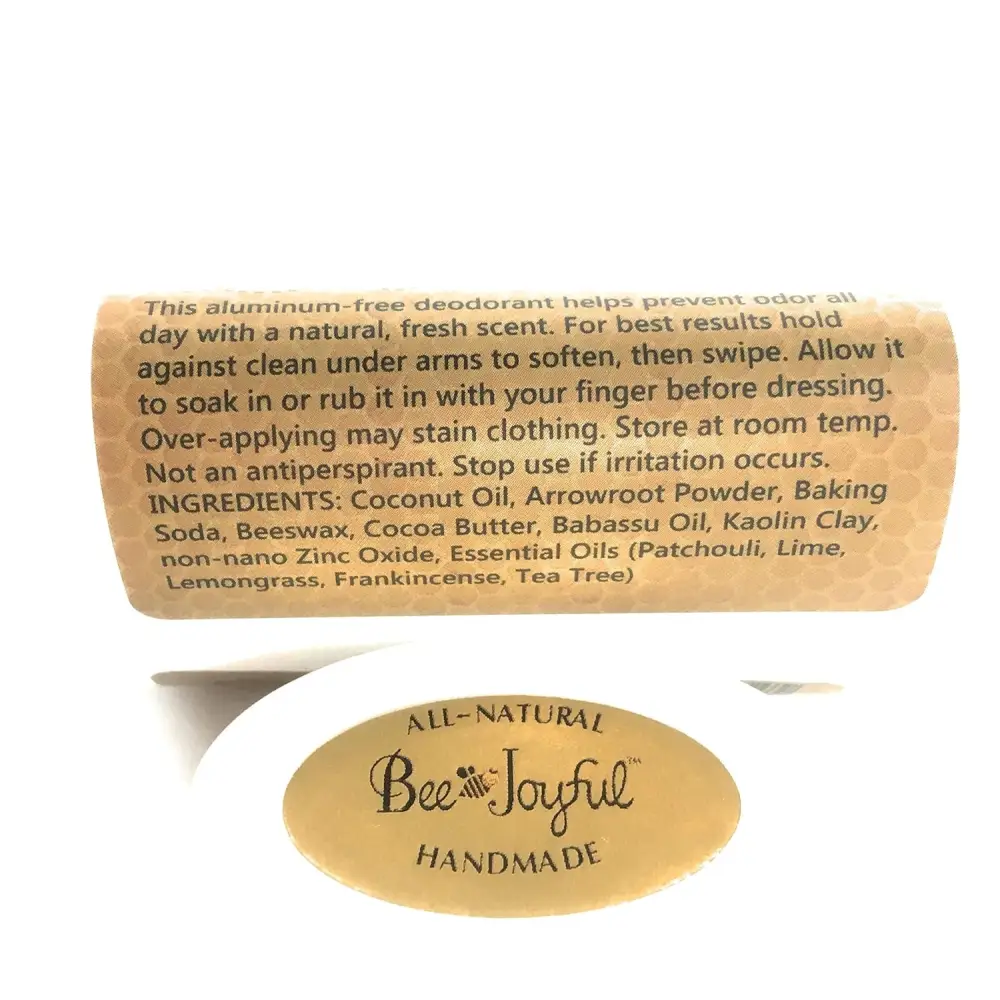 This aluminum-free deodorant helps prevent odor all
day with a natural, fresh scent. For best results hold
against clean under arms to soften, then swipe. Allow it
to soak in or rub it in with your finger before dressing.
Over-applying may stain clothing. Store at room temp.
Not an antiperspirant. Stop use if irritation occurs.
INGREDIENTS: Coconut Oil, Arrowroot Powder, Baking
Soda, Beeswax, Cocoa Butter, Babassu Oil, Kaolin Clay,
non-nano Zinc Oxide, Essential Oils (Patchouli, Lime,
Lemongrass, Frankincense, Tea Tree)
ALL-NATURAL
Bee Joyful™
HANDMADE